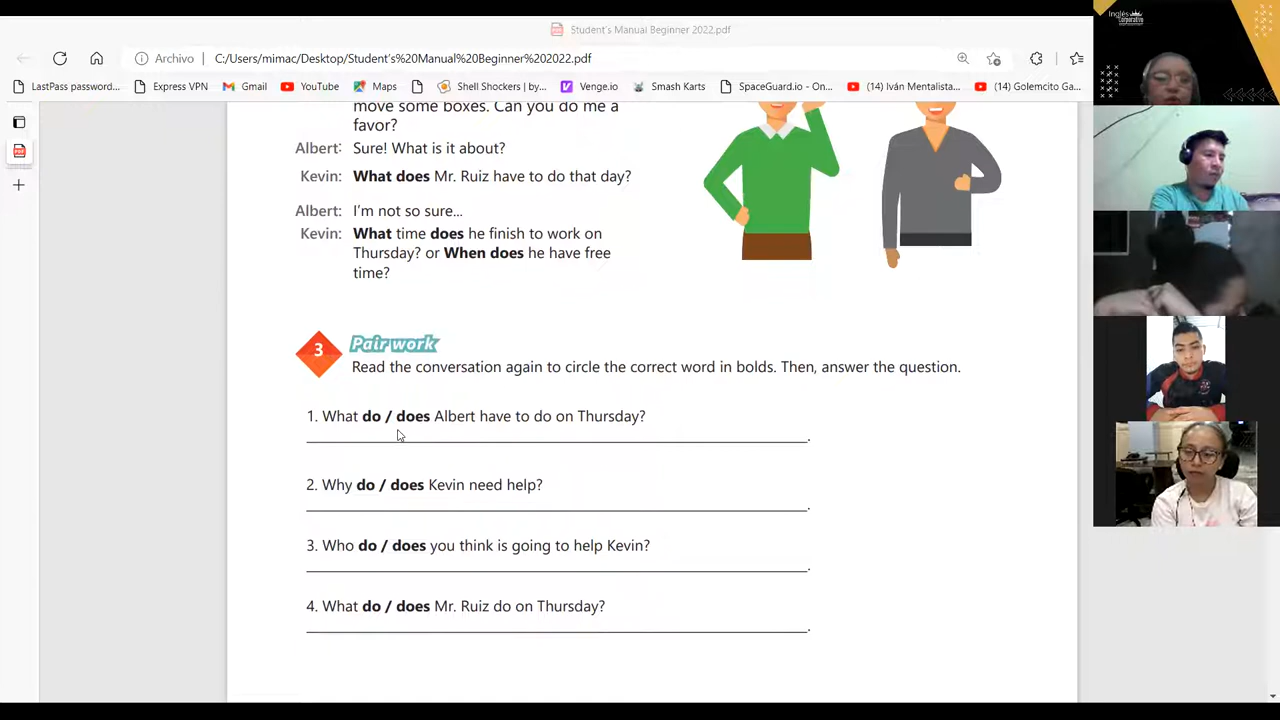 Student's Manual Beginner 2022.pdf
Archivo C:/Users/mimac/Desktop/Student's%20Manual%20Beginner%202022.pdf
LastPass password... Express VPN Gmail YouTube Maps Shell Shockers | by... Venge.io Smash Karts SpaceGuard.io - On... (14) Iván Mentalista... (14) Golemcito Ga...
Inglés
Corporativo
move some boxes. Can you do me a
favor?
Albert: Sure! What is it about?
Kevin: What does Mr. Ruiz have to do that day?
Albert: I'm not so sure...
Kevin: What time does he finish to work on
Thursday? or When does he have free
time?
3 Pair work
Read the conversation again to circle the correct word in bolds. Then, answer the question.
1. What do / does Albert have to do on Thursday?
2. Why do / does Kevin need help?
3. Who do / does you think is going to help Kevin?
4. What do / does Mr. Ruiz do on Thursday?